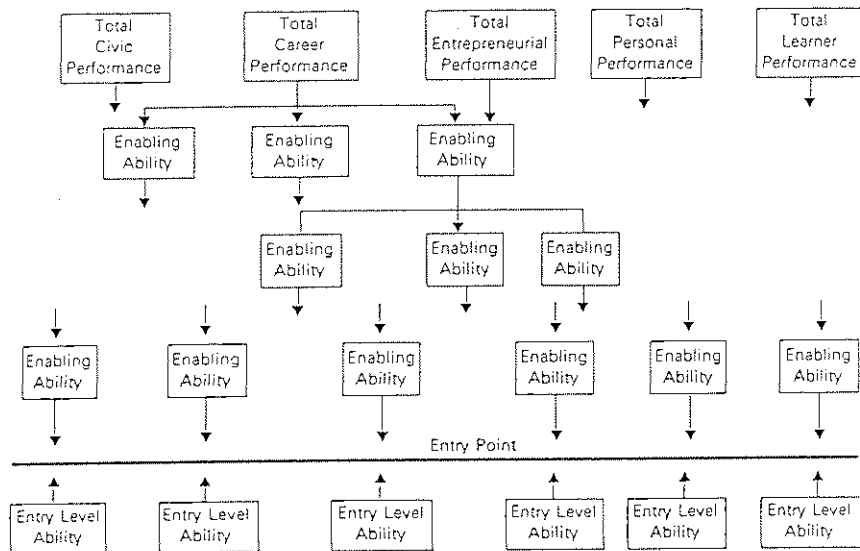 Total
Civic
Performance
Total
Career
Performance
Total
Entrepreneurial
Performance
Total
Personal
Performance
Total
Learner
Performance
Enabling
Ability
Enabling
Ability
Enabling
Ability
Enabling
Ability
Enabling
Ability
Enabling
Ability
Enabling
Ability
Enabling
Ability
Enabling
Ability
Enabling
Ability
Enabling
Ability
Enabling
Ability
Entry Point
Entry Level
Ability
Entry Level
Ability
Entry Level
Ability
Entry Level
Ability
Entry Level
Ability
Entry Level
Ability